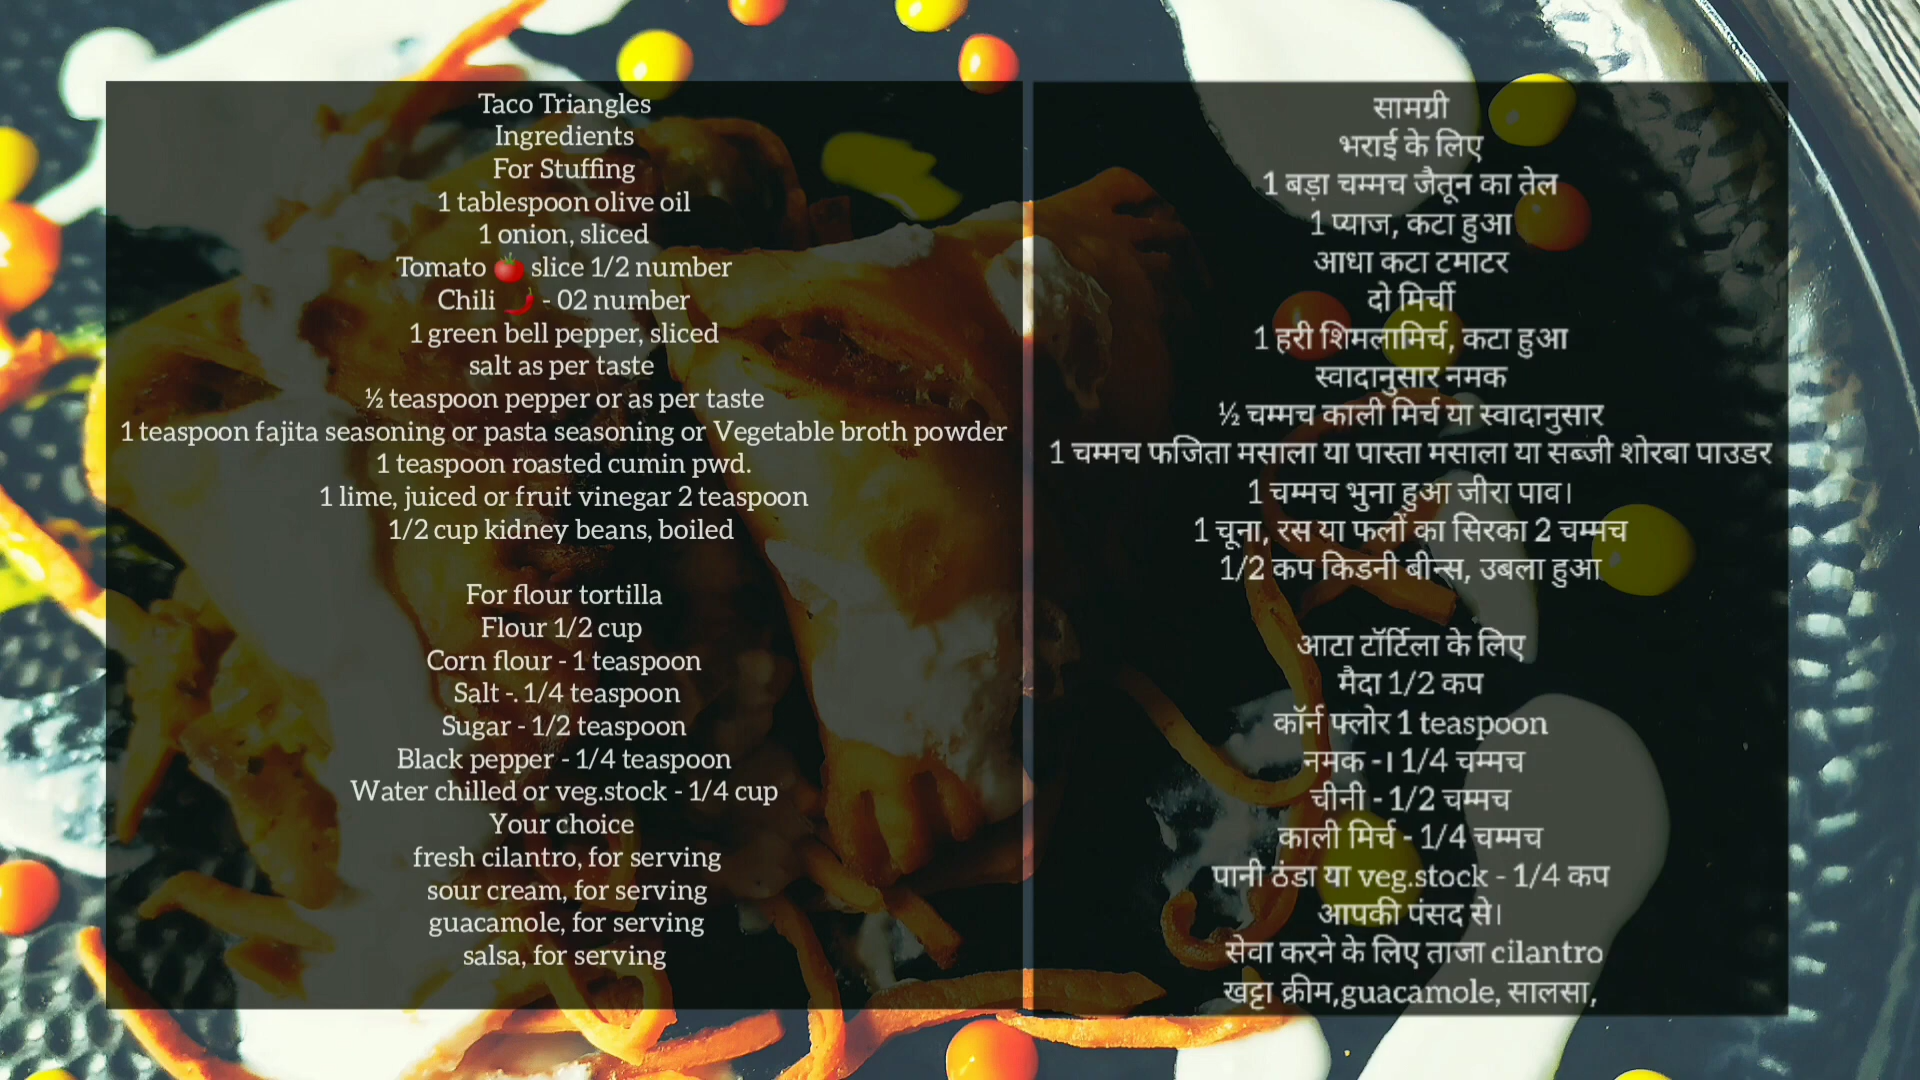 Taco Triangles
Ingredients
For Stuffing
1 tablespoon olive oil
1 onion, sliced
Tomato 🍅 slice 1/2 number
Chili 🌶 - 02 number
1 green bell pepper, sliced
salt as per taste
½ teaspoon pepper or as per taste
1 teaspoon fajita seasoning or pasta seasoning or Vegetable broth powder
1 teaspoon roasted cumin pwd.
1 lime, juiced or fruit vinegar 2 teaspoon
1/2 cup kidney beans, boiled
For flour tortilla
Flour 1/2 cup
Corn flour - 1 teaspoon
Salt -. 1/4 teaspoon
Sugar - 1/2 teaspoon
Black pepper - 1/4 teaspoon
Water chilled or veg.stock - 1/4 cup
Your choice
fresh cilantro, for serving
sour cream, for serving
guacamole, for serving
salsa, for serving
सामग्री
भराई के लिए
1 बड़ा चम्मच जैतून का तेल
1 प्याज, कटा हुआ
आधा कटा टमाटर
दो मिर्ची
1 हरी शिमलामिर्च, कटा हुआ
स्वादानुसार नमक
½ चम्मच काली मिर्च या स्वादानुसार
1 चम्मच फजिता मसाला या पास्ता मसाला या सब्जी शोरबा पाउडर
1 चम्मच भुना हुआ जीरा पाव।
1 चूना, रस या फलों का सिरका 2 चम्मच
1/2 कप किडनी बीन्स, उबला हुआ
आटा टॉर्टिला के लिए
मैदा 1/2 कप
कॉर्न फ्लोर 1 teaspoon
नमक -। 1/4 चम्मच
चीनी - 1/2 चम्मच
काली मिर्च - 1/4 चम्मच
पानी ठंडा या veg.stock - 1/4 कप
आपकी पंसद से।
सेवा करने के लिए ताजा cilantro
खट्टा क्रीम,guacamole, सालसा,